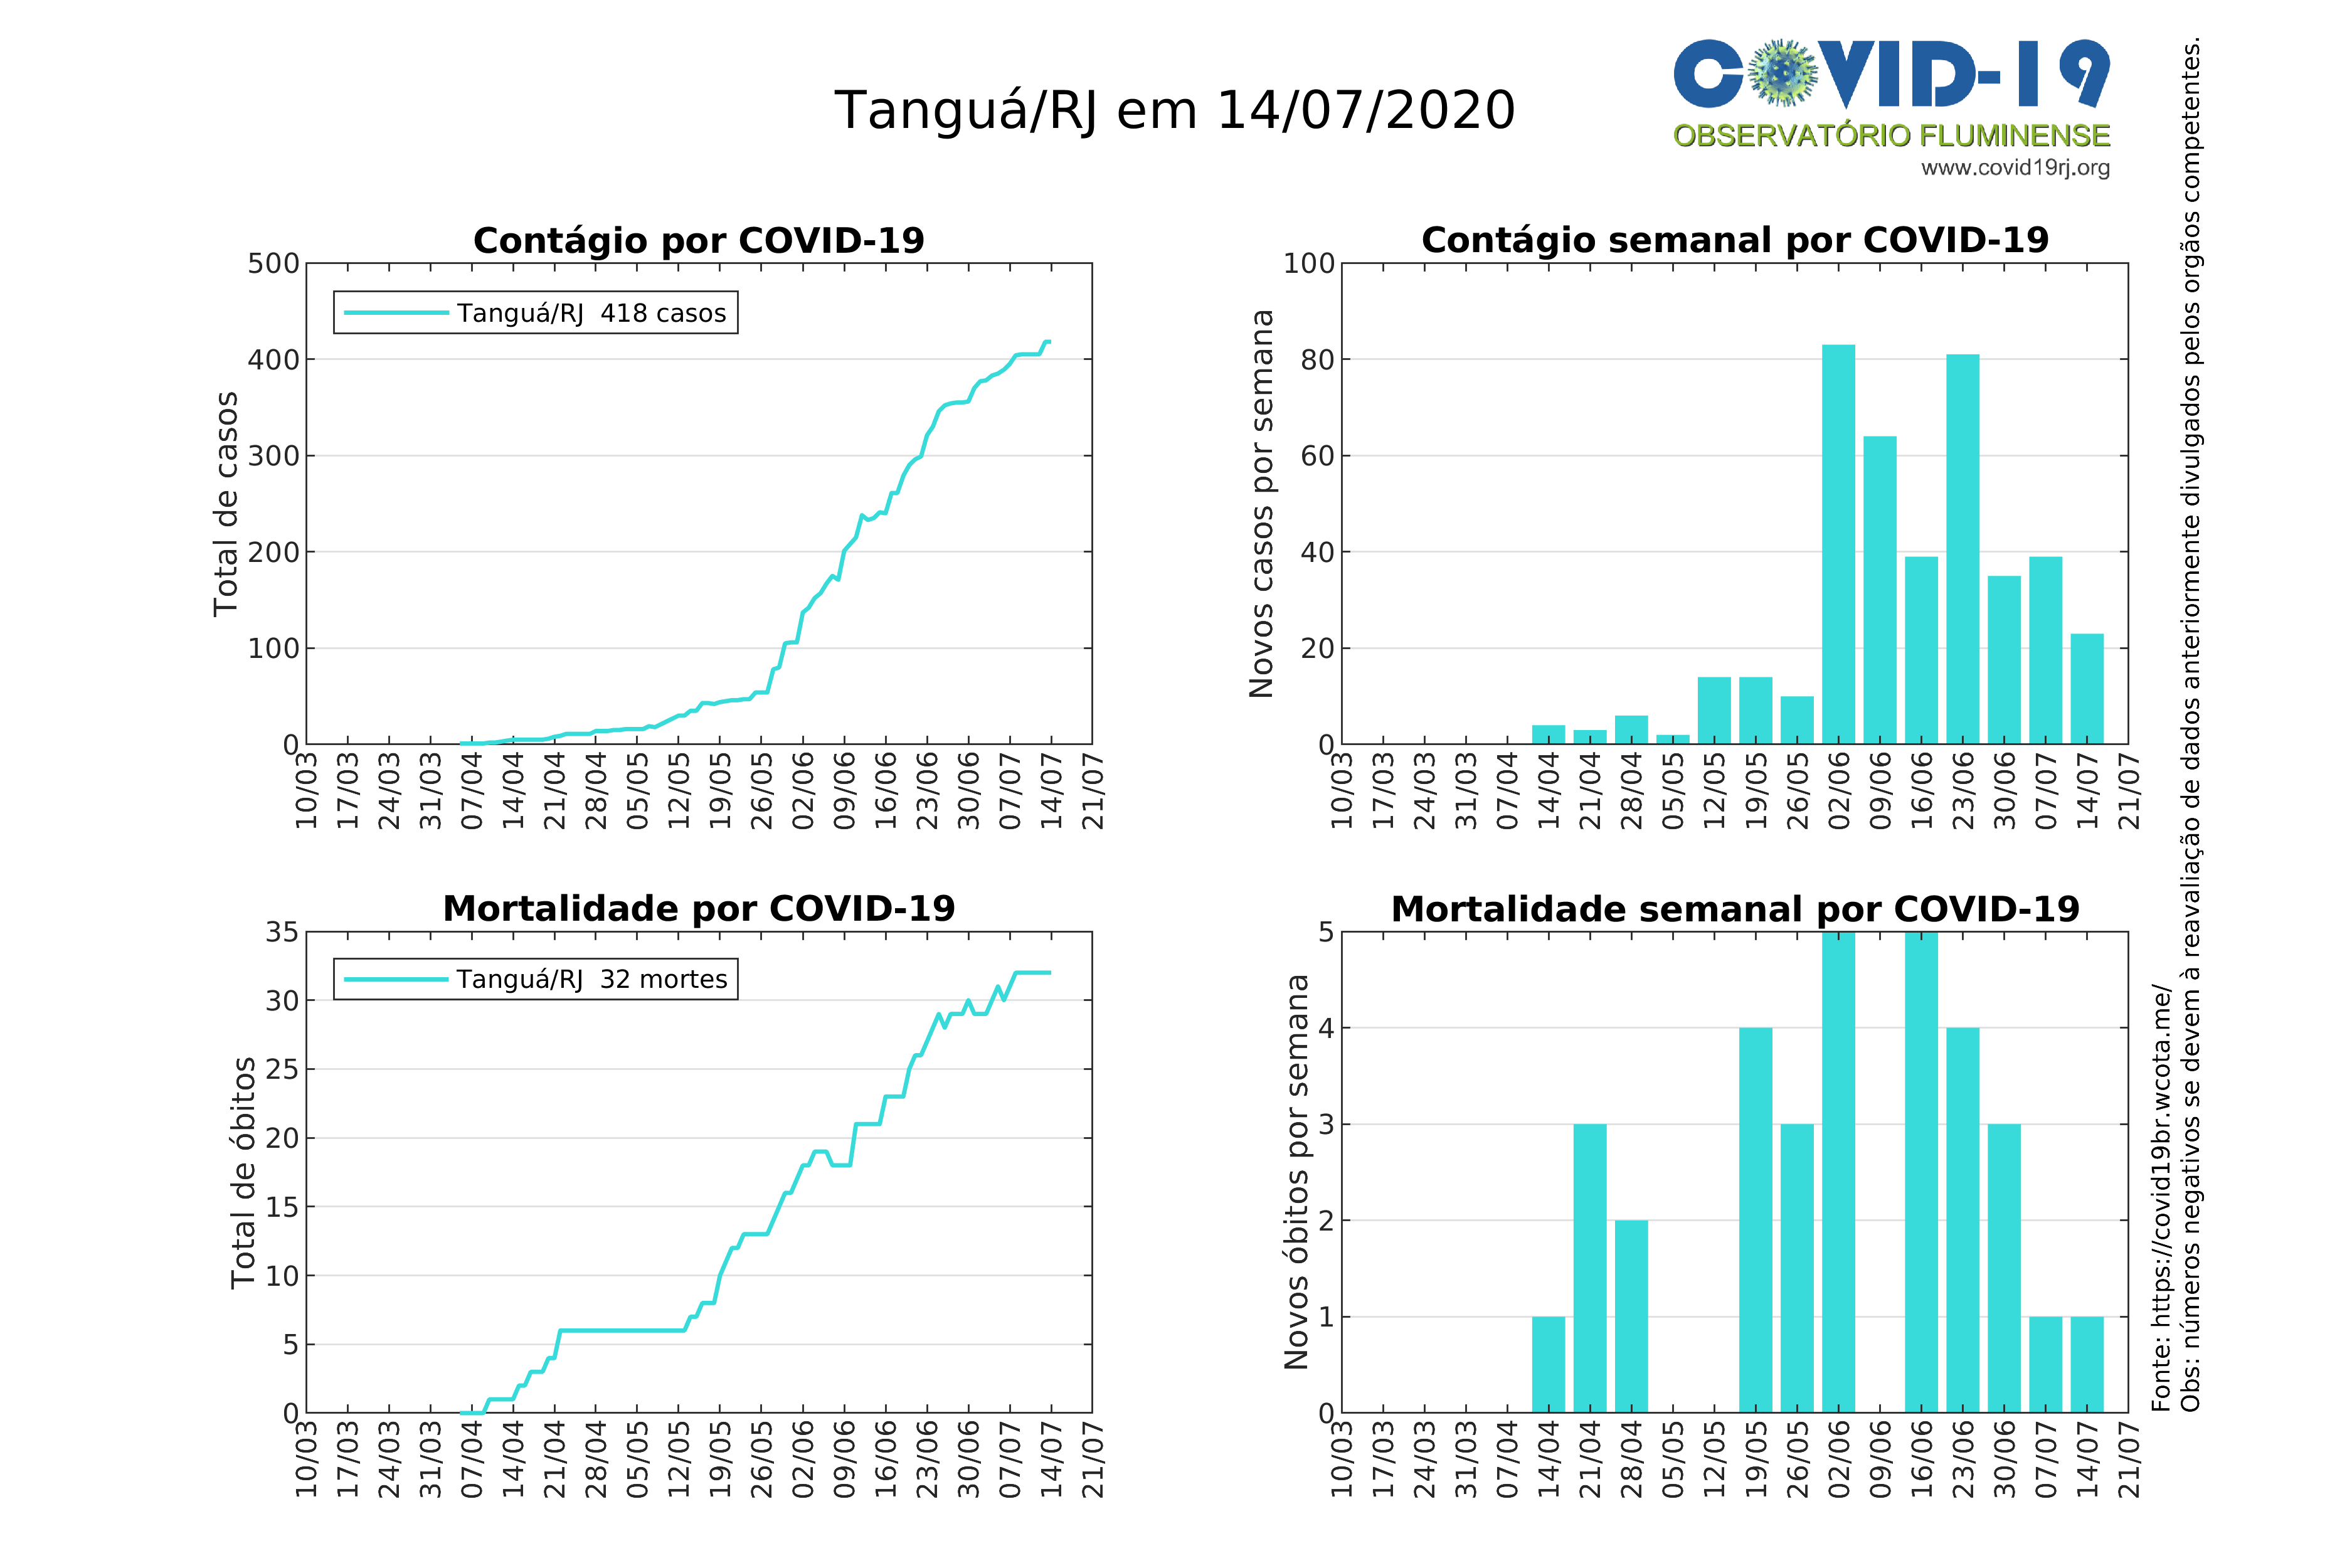 Tanguá/RJ em 14/07/2020
COVID-19
OBSERVATÓRIO FLUMINENSE
www.covid19rj.org
Contágio por COVID-19
Total de casos
500
400
300
200
100
0
Tanguá/RJ 418 casos
10/03 17/03 24/03 31/03 07/04 14/04 21/04 28/04 05/05 12/05 19/05 26/05 02/06 09/06 16/06 23/06 30/06 07/07 14/07 21/07
Contágio semanal por COVID-19
Novos casos por semana
100
80
60
40
20
0
10/03 17/03 24/03 31/03 07/04 14/04 21/04 28/04 05/05 12/05 19/05 26/05 02/06 09/06 16/06 23/06 30/06 07/07 14/07 21/07
Mortalidade por COVID-19
Total de óbitos
35
30
25
20
15
10
5
0
Tanguá/RJ 32 mortes
10/03 17/03 24/03 31/03 07/04 14/04 21/04 28/04 05/05 12/05 19/05 26/05 02/06 09/06 16/06 23/06 30/06 07/07 14/07 21/07
Mortalidade semanal por COVID-19
Novos óbitos por semana
5
4
3
2
1
0
10/03 17/03 24/03 31/03 07/04 14/04 21/04 28/04 05/05 12/05 19/05 26/05 02/06 09/06 16/06 23/06 30/06 07/07 14/07 21/07
Fonte: https://covid19br.wcota.me/
Obs: números negativos se devem à reavaliação de dados anteriormente divulgados pelos orgãos competentes.